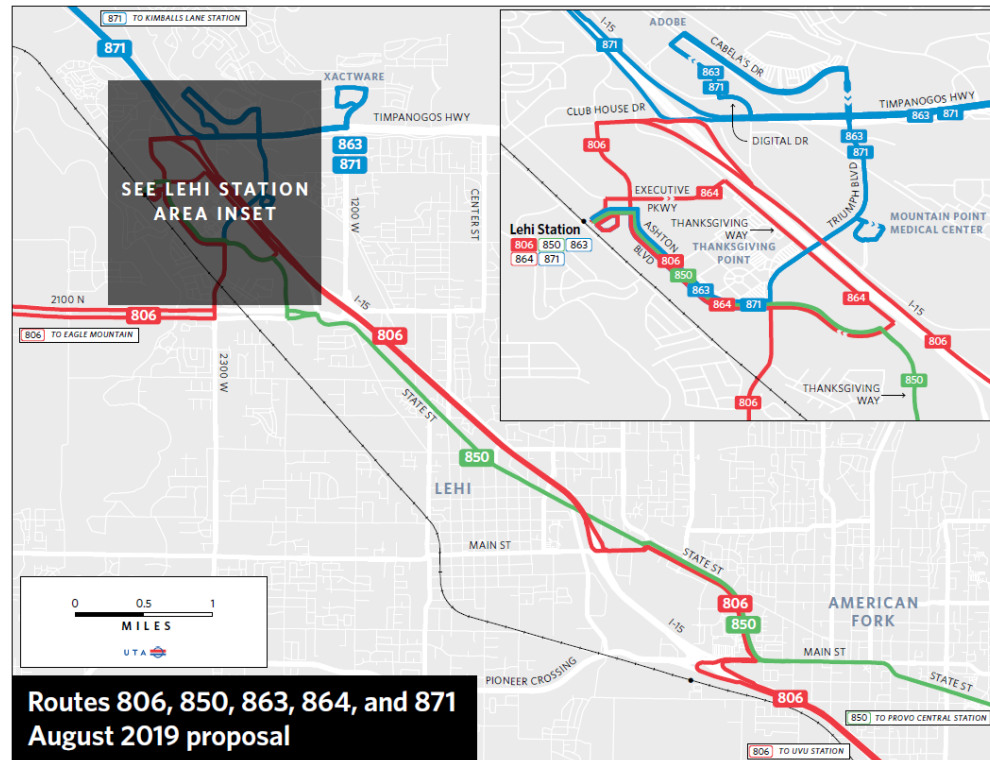 871 TO KIMBALLS LANE STATION
871
XACTWARE
TIMPANOGOS HWY
863
871
SEE LEHI STATION
AREA INSET
1200 W
CENTER ST
2100 N
806
I-15
806
806 TO EAGLE MOUNTAIN
2300 W
STATE ST
850
LEHI
MAIN ST
STATE ST
806
850
AMERICAN
FORK
I-15
MAIN ST
STATE ST
PIONEER CROSSING
806
850 TO PROVO CENTRAL STATION
806 TO UVU STATION
0 0.5 1
MILES
UTA
Routes 806, 850, 863, 864, and 871
August 2019 proposal
I-15
871
ADOBE
CABELA'S DR
863
871
CLUB HOUSE DR
TIMPANOGOS HWY
863 871
DIGITAL DR
806
863
871
EXECUTIVE
PKWY
864
TRIUMPH BLVD
MOUNTAIN POINT
MEDICAL CENTER
THANKSGIVING
WAY
THANKSGIVING
POINT
Lehi Station
806 850 863
864 871
ASHTON
BLVD
806
850
863
864
871
864
I-15
806
850
THANKSGIVING
WAY
806